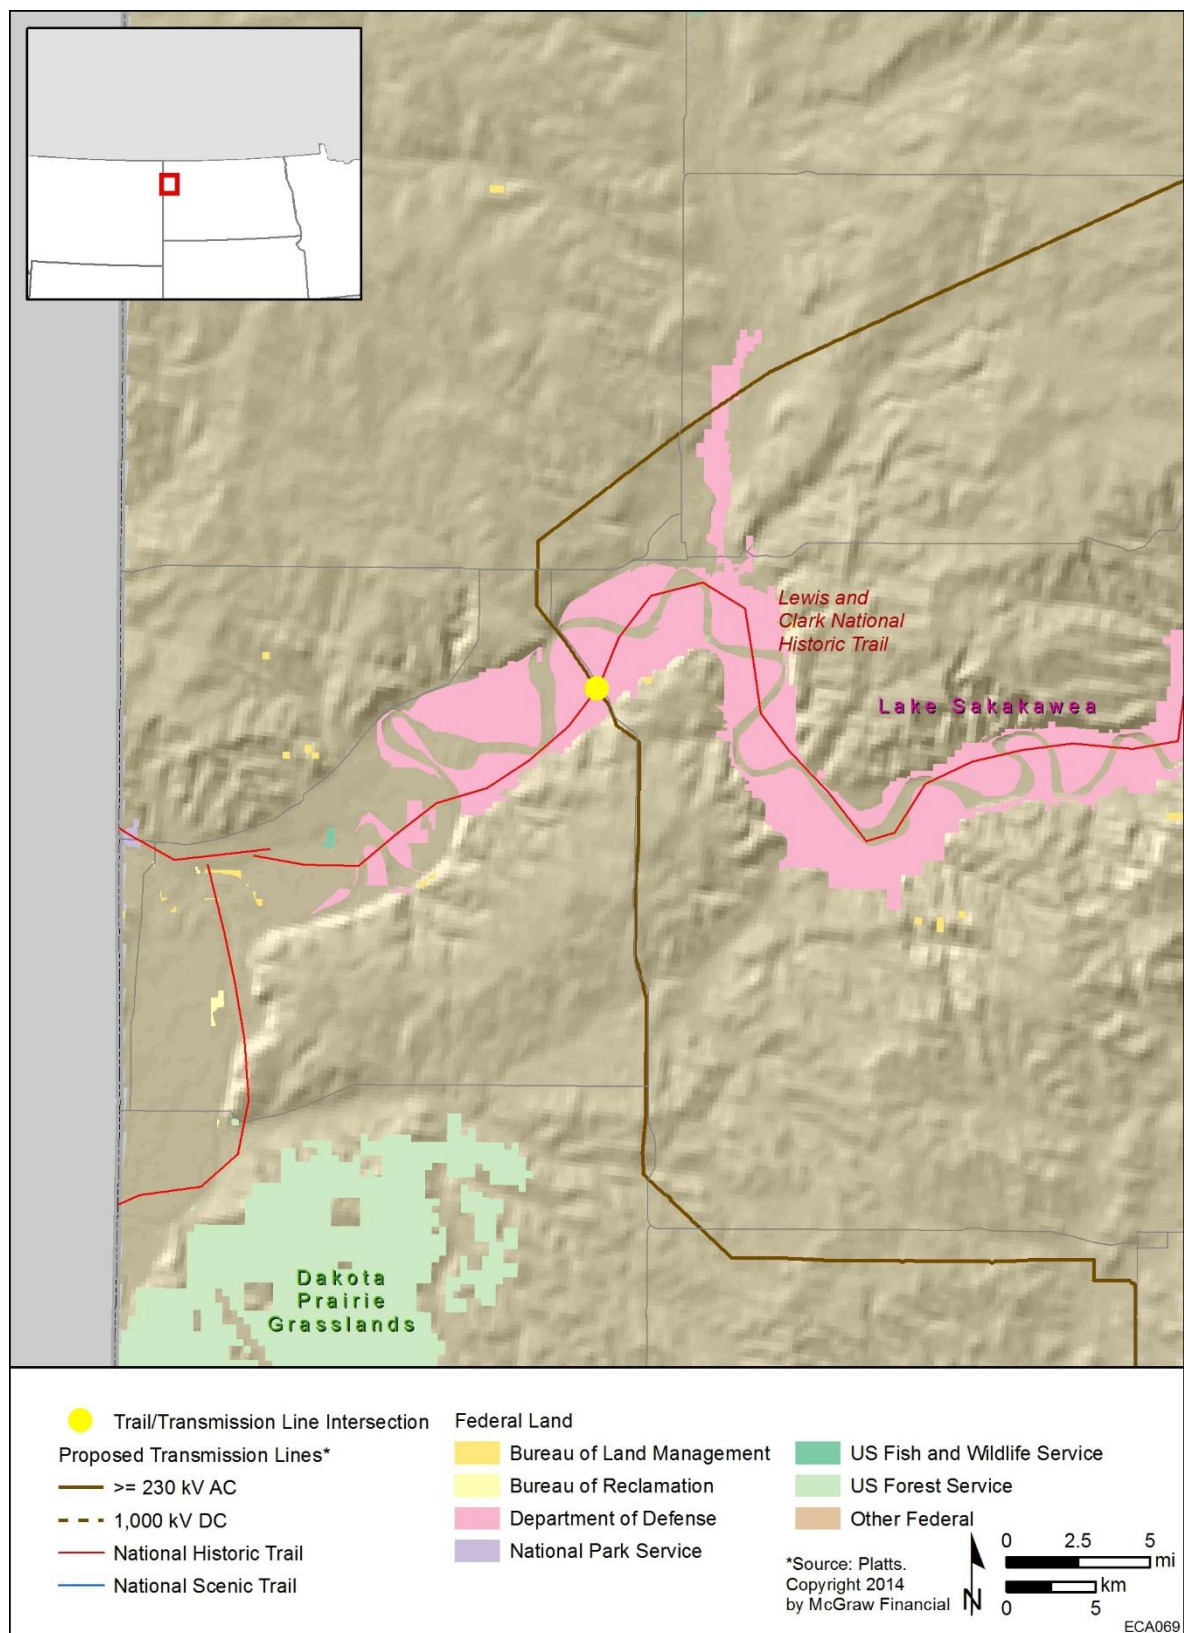 Lewis and
Clark National
Historic Trail
Lake Sakakawea
Dakota
Prairie
Grasslands
Trail/Transmission Line Intersection
Proposed Transmission Lines*
>= 230 kV AC
1,000 kV DC
National Historic Trail
National Scenic Trail
Federal Land
Bureau of Land Management
Bureau of Reclamation
Department of Defense
National Park Service
US Fish and Wildlife Service
US Forest Service
Other Federal
*Source: Platts.
Copyright 2014
by McGraw Financial
N
0 2.5 5
mi
km
0 5
ECA069